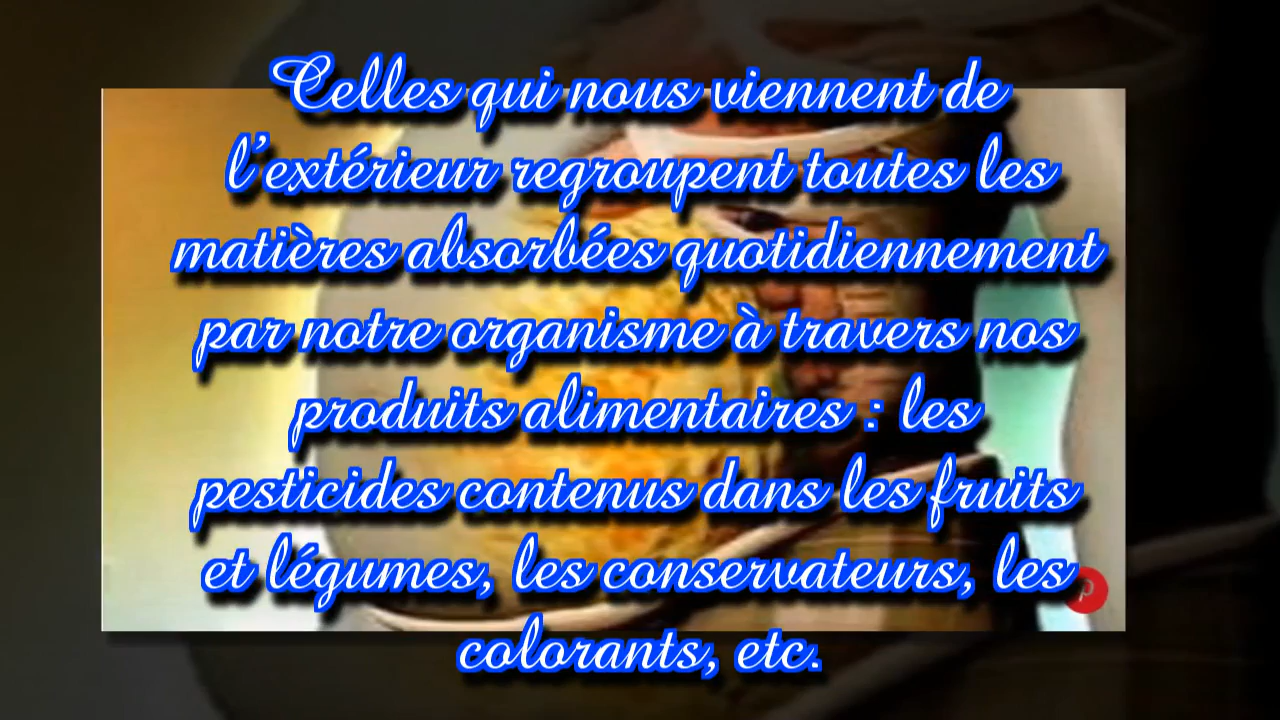 Celles qui nous viennent de
l'extérieur regroupent toutes les
matières absorbées quotidiennement
par notre organisme à travers nos
produits alimentaires : les
pesticides contenus dans les fruits
et légumes, les conservateurs, les
colorants, etc.